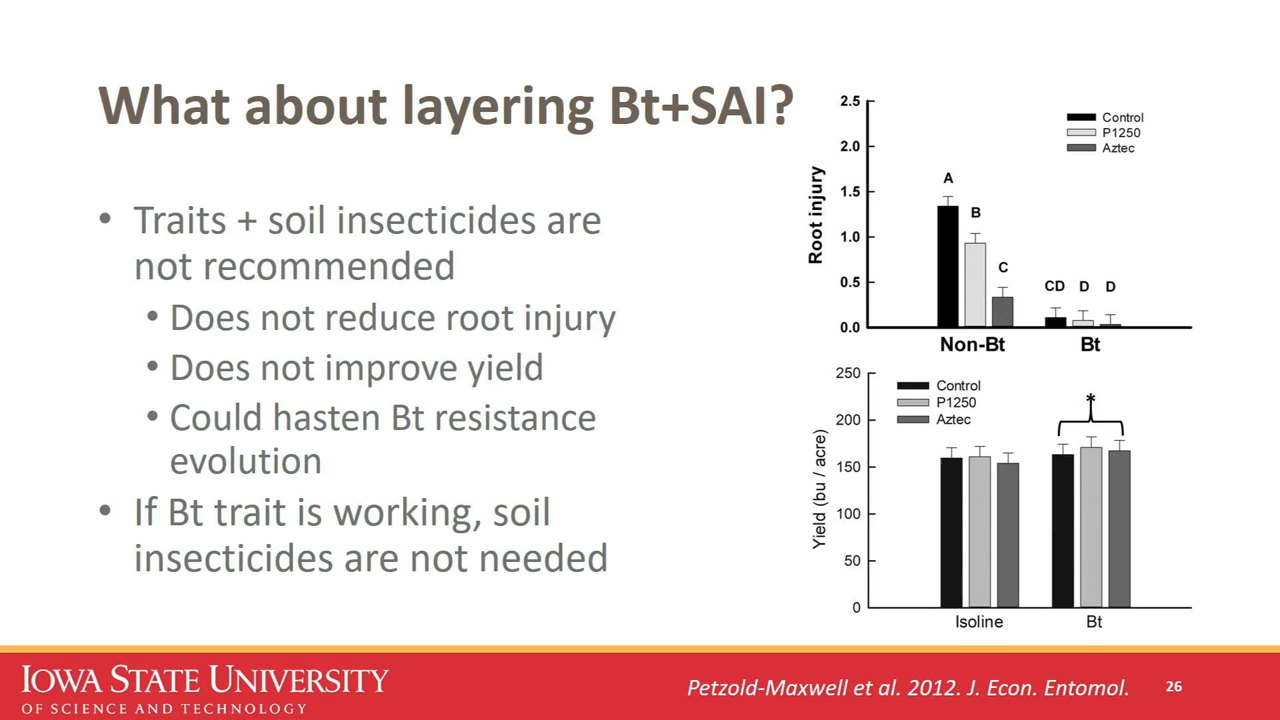 What about layering Bt+SAI?
• Traits + soil insecticides are
not recommended
• Does not reduce root injury
• Does not improve yield
• Could hasten Bt resistance
evolution
• If Bt trait is working, soil
insecticides are not needed
Root injury
2.5
2.0
1.5
1.0
0.5
0.0
Control
P1250
Aztec
A
B
C
CD
D
D
Non-Bt
Bt
Yield (bu / acre)
250
200
150
100
50
0
Control
P1250
Aztec
*
Isoline
Bt
IOWA STATE UNIVERSITY
OF SCIENCE AND TECHNOLOGY
Petzold-Maxwell et al. 2012. J. Econ. Entomol.
26